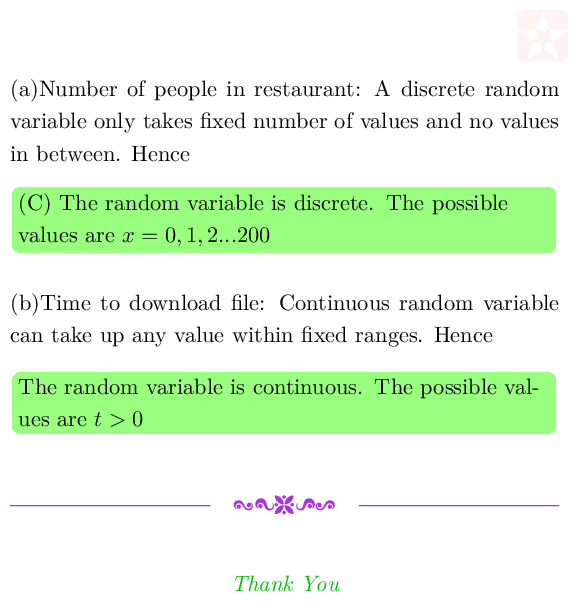 (a)Number of people in restaurant: A discrete random
variable only takes fixed number of values and no values
in between. Hence
(C) The random variable is discrete. The possible
values are x = 0, 1, 2...200
(b)Time to download file: Continuous random variable
can take up any value within fixed ranges. Hence
The random variable is continuous. The possible val-
ues are t > 0
Thank You